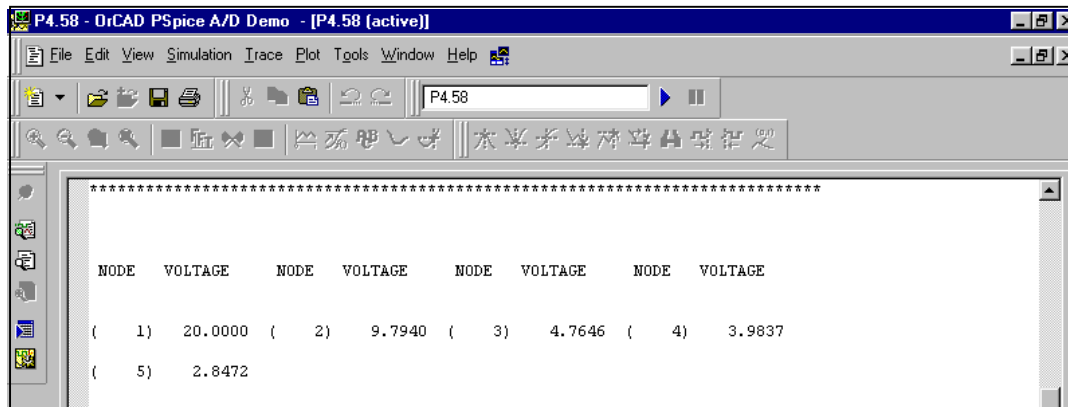 P4.58 - OrCAD PSpice A/D Demo - [P4.58 (active)]
File Edit View Simulation Trace Plot Tools Window Help
P4.58
*******************************************************************************
NODE VOLTAGE NODE VOLTAGE NODE VOLTAGE NODE VOLTAGE
( 1) 20.0000 ( 2) 9.7940 ( 3) 4.7646 ( 4) 3.9837
( 5) 2.8472